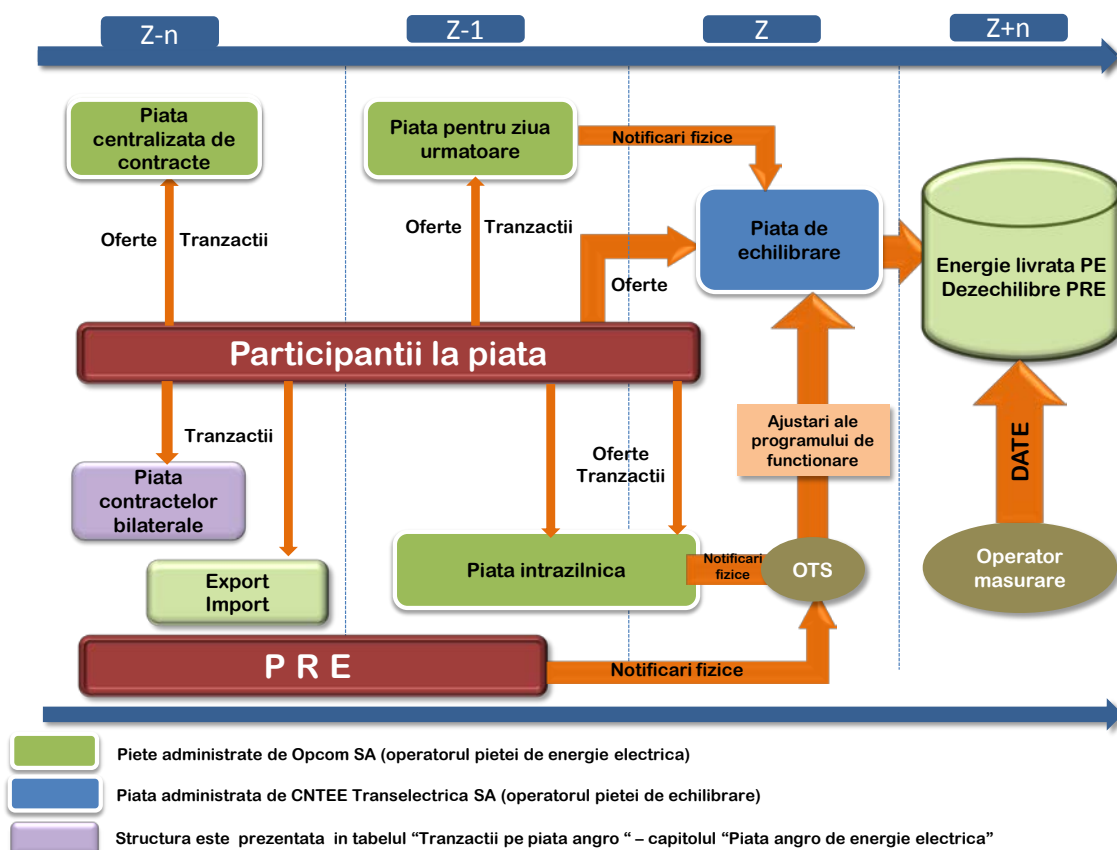 Z-n
Z-1
Z
Z+n
Piata
centralizata de
contracte
Piata pentru ziua
urmatoare
Notificari fizice
Oferte
Tranzactii
Oferte
Tranzactii
Piata de
echilibrare
Oferte
Energie livrata PE
Dezechilibre PRE
Participantii la piata
Tranzactii
Piata
contractelor
bilaterale
Export
Import
Oferte
Tranzactii
Ajustari ale
programului de
functionare
DATE
Piata intrazilnica
Notificari
fizice
OTS
Operator
masurare
P R E
Notificari fizice
Piete administrate de Opcom SA (operatorul pietei de energie electrica)
Piata administrata de CNTEE Transelectrica SA (operatorul pietei de echilibrare)
Structura este prezentata in tabelul “Tranzactii pe piata angro “ – capitolul “Piata angro de energie electrica”